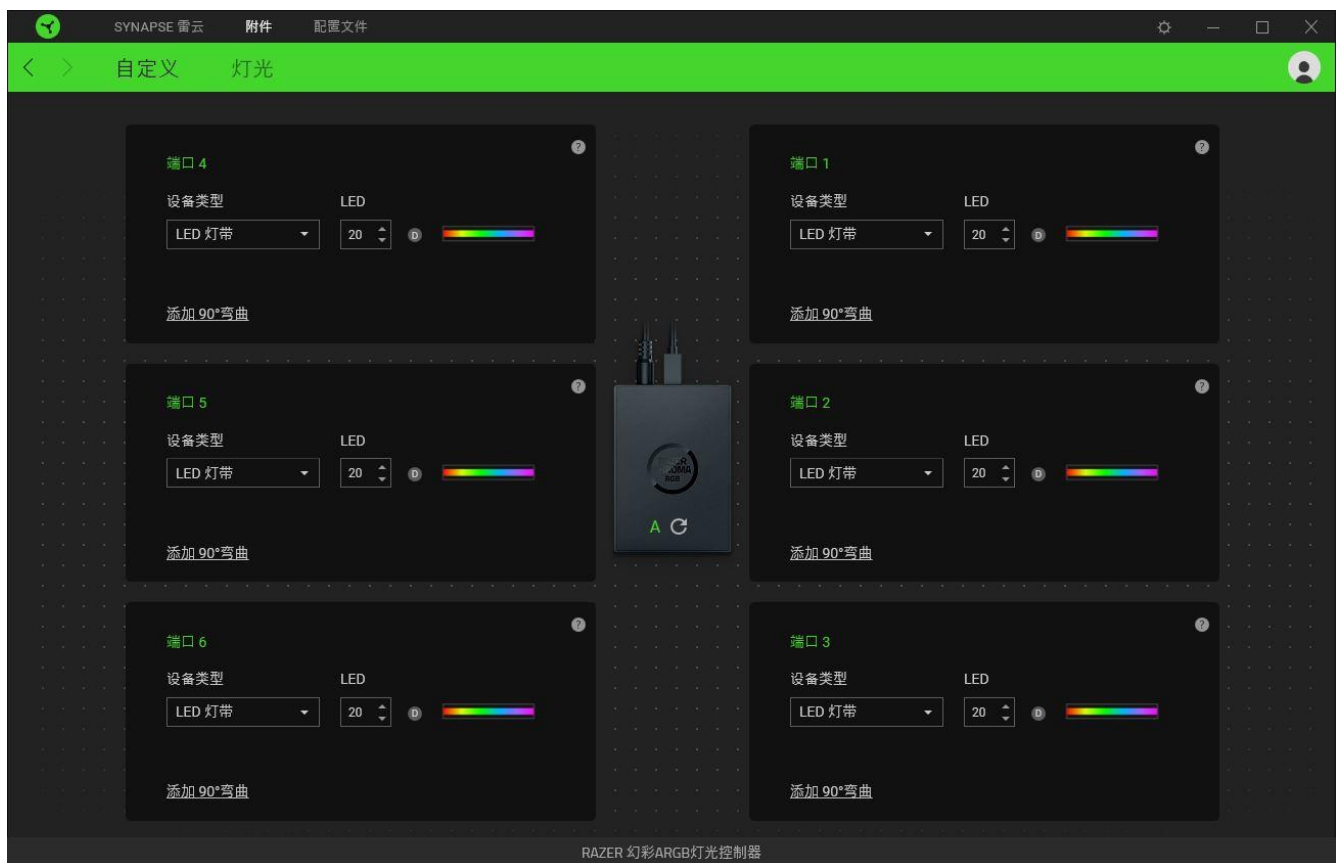 SYNAPSE 雷云 附件 配置文件
自定义 灯光
端口 4
设备类型 LED
LED 灯带 20 D
添加 90°弯曲
端口 1
设备类型 LED
LED 灯带 20 D
添加 90°弯曲
端口 5
设备类型 LED
LED 灯带 20 D
添加 90°弯曲
A
端口 2
设备类型 LED
LED 灯带 20 D
添加 90°弯曲
端口 6
设备类型 LED
LED 灯带 20 D
添加 90°弯曲
端口 3
设备类型 LED
LED 灯带 20 D
添加 90°弯曲
RAZER 幻彩ARGB灯光控制器